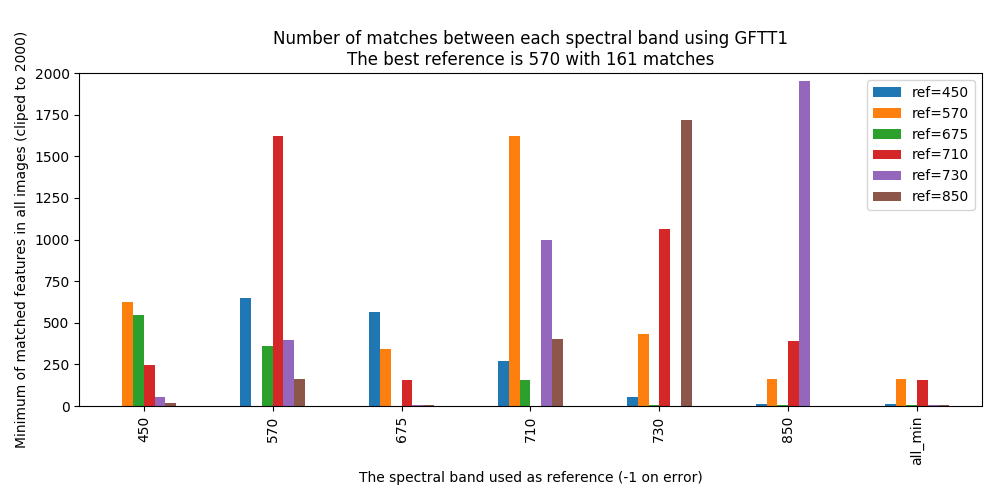 Number of matches between each spectral band using GFTT1
The best reference is 570 with 161 matches
Minimum of matched features in all images (cliped to 2000)
2000
1750
1500
1250
1000
750
500
250
0
ref=450
ref=570
ref=675
ref=710
ref=730
ref=850
450
570
675
710
730
850
all_min
The spectral band used as reference (-1 on error)